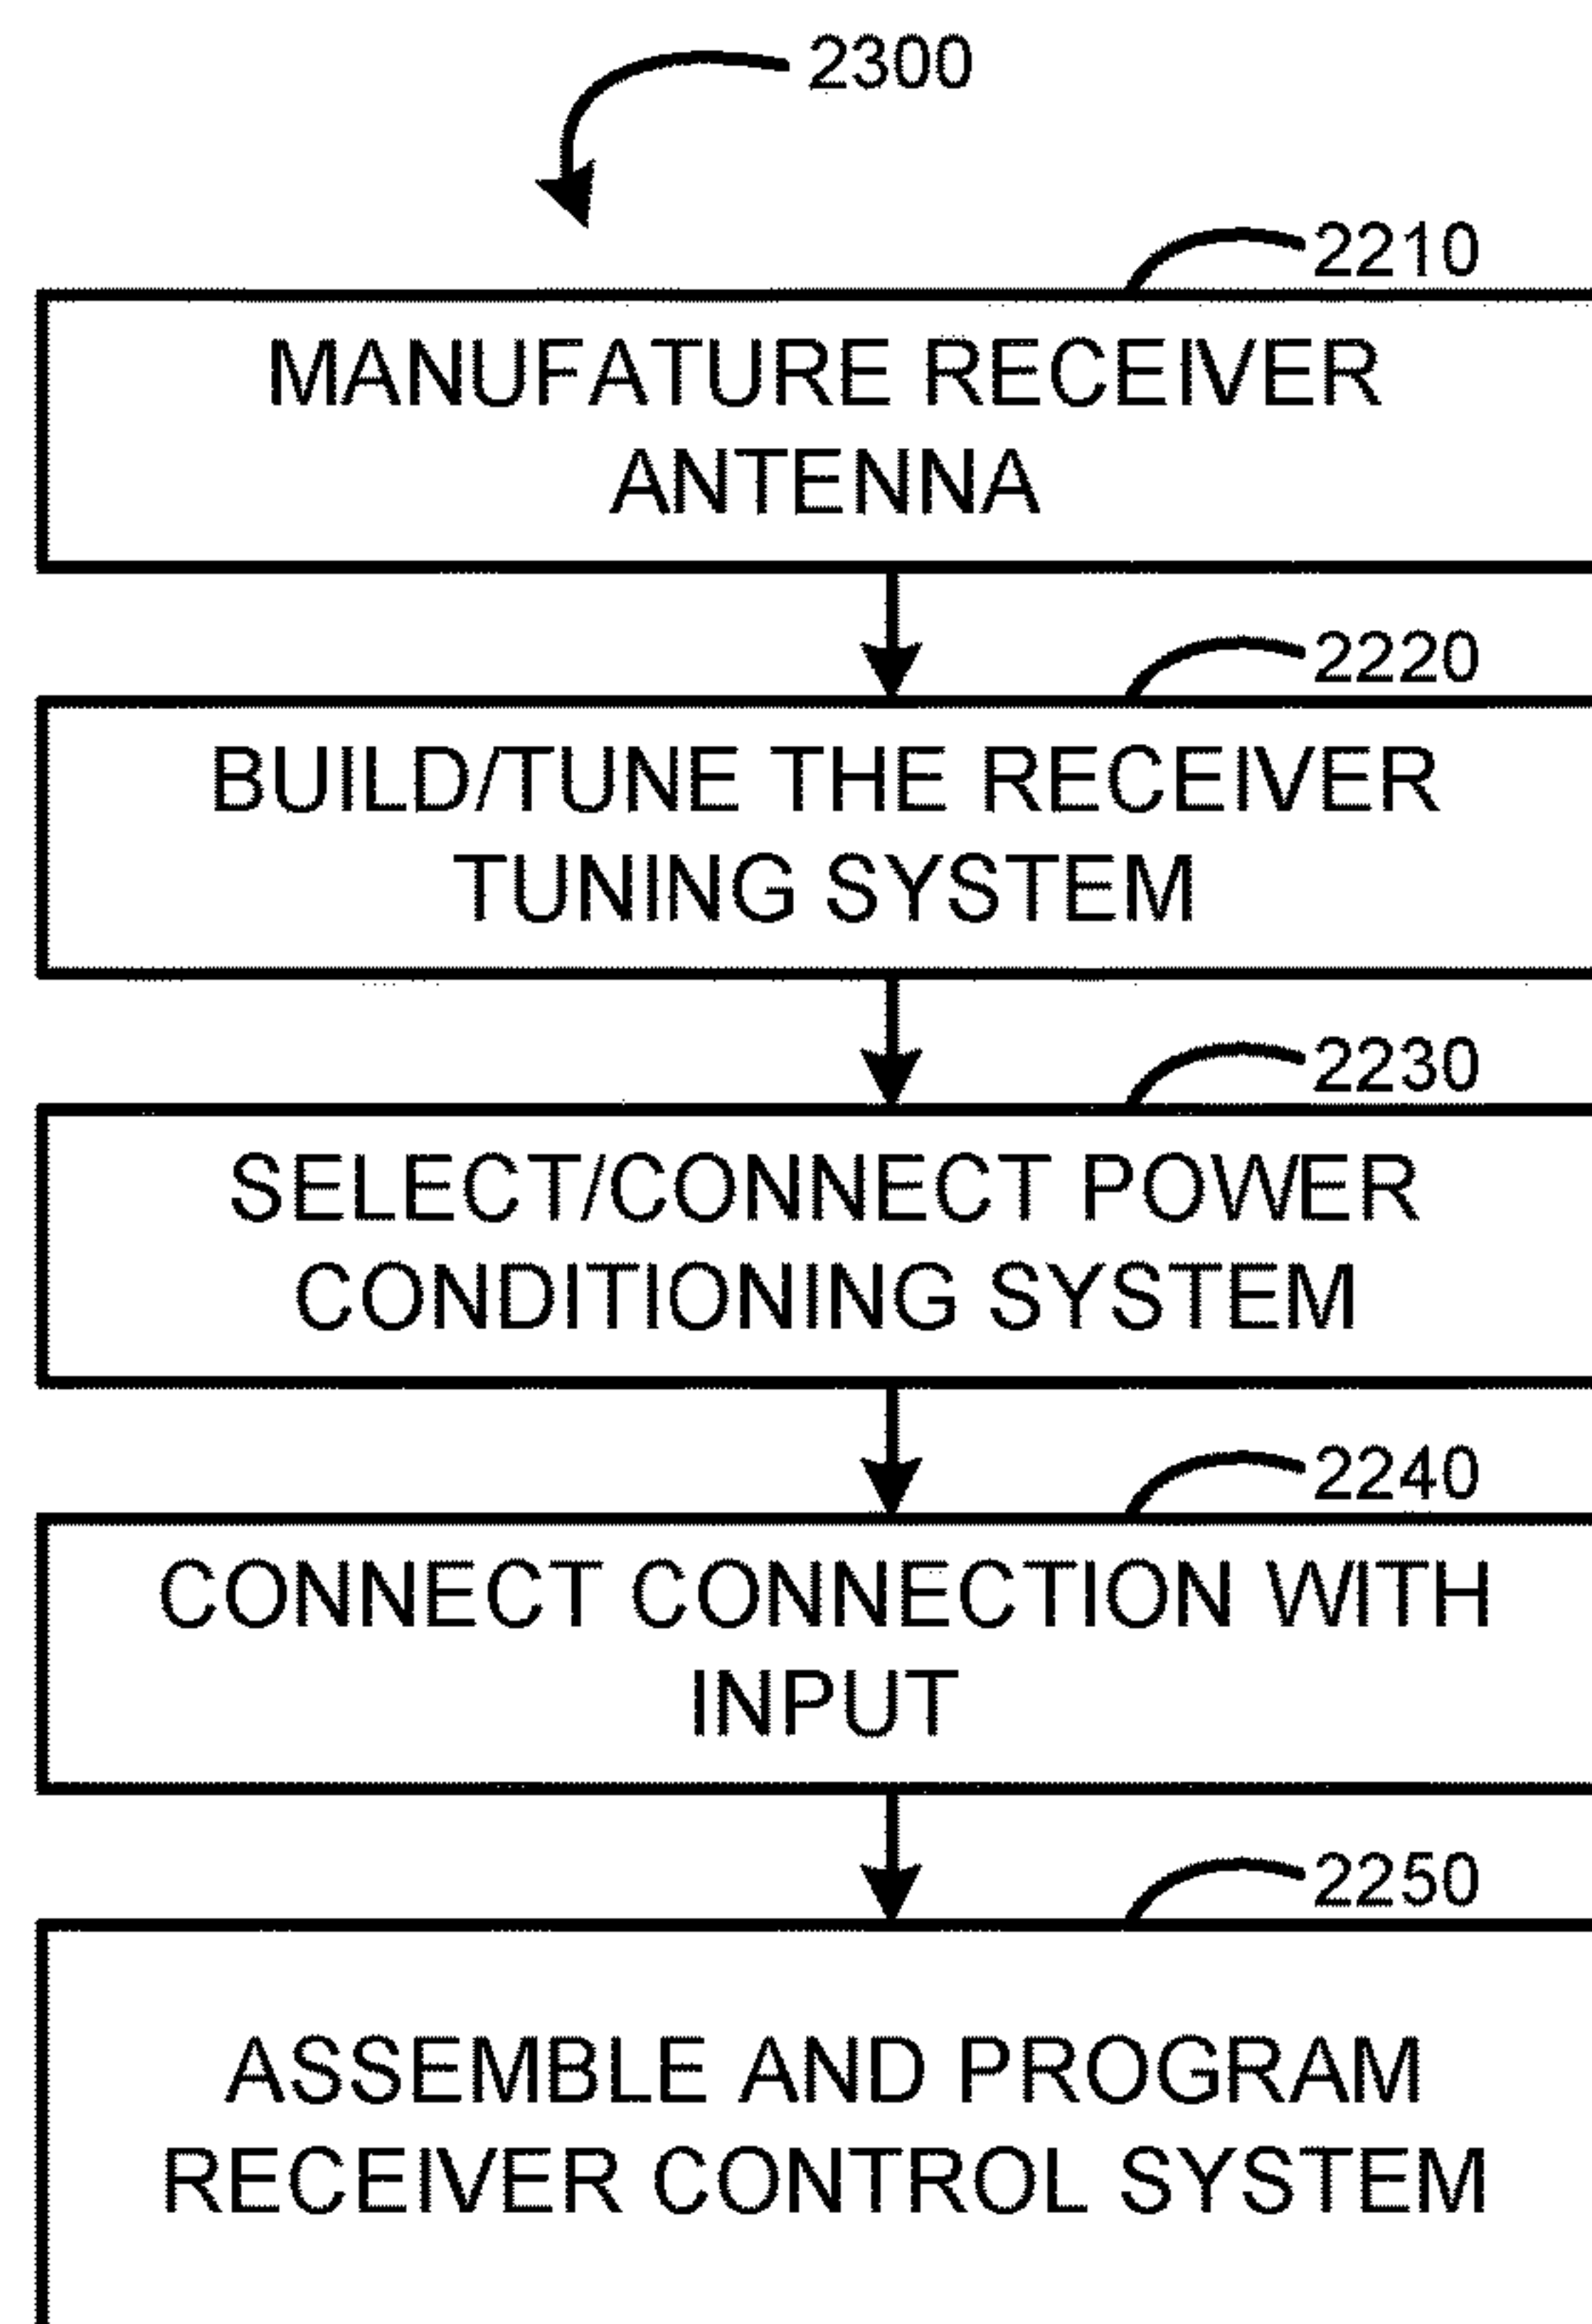 2300
2210
MANUFATURE RECEIVER
ANTENNA
2220
BUILD/TUNE THE RECEIVER
TUNING SYSTEM
2230
SELECT/CONNECT POWER
CONDITIONING SYSTEM
2240
CONNECT CONNECTION WITH
INPUT
2250
ASSEMBLE AND PROGRAM
RECEIVER CONTROL SYSTEM